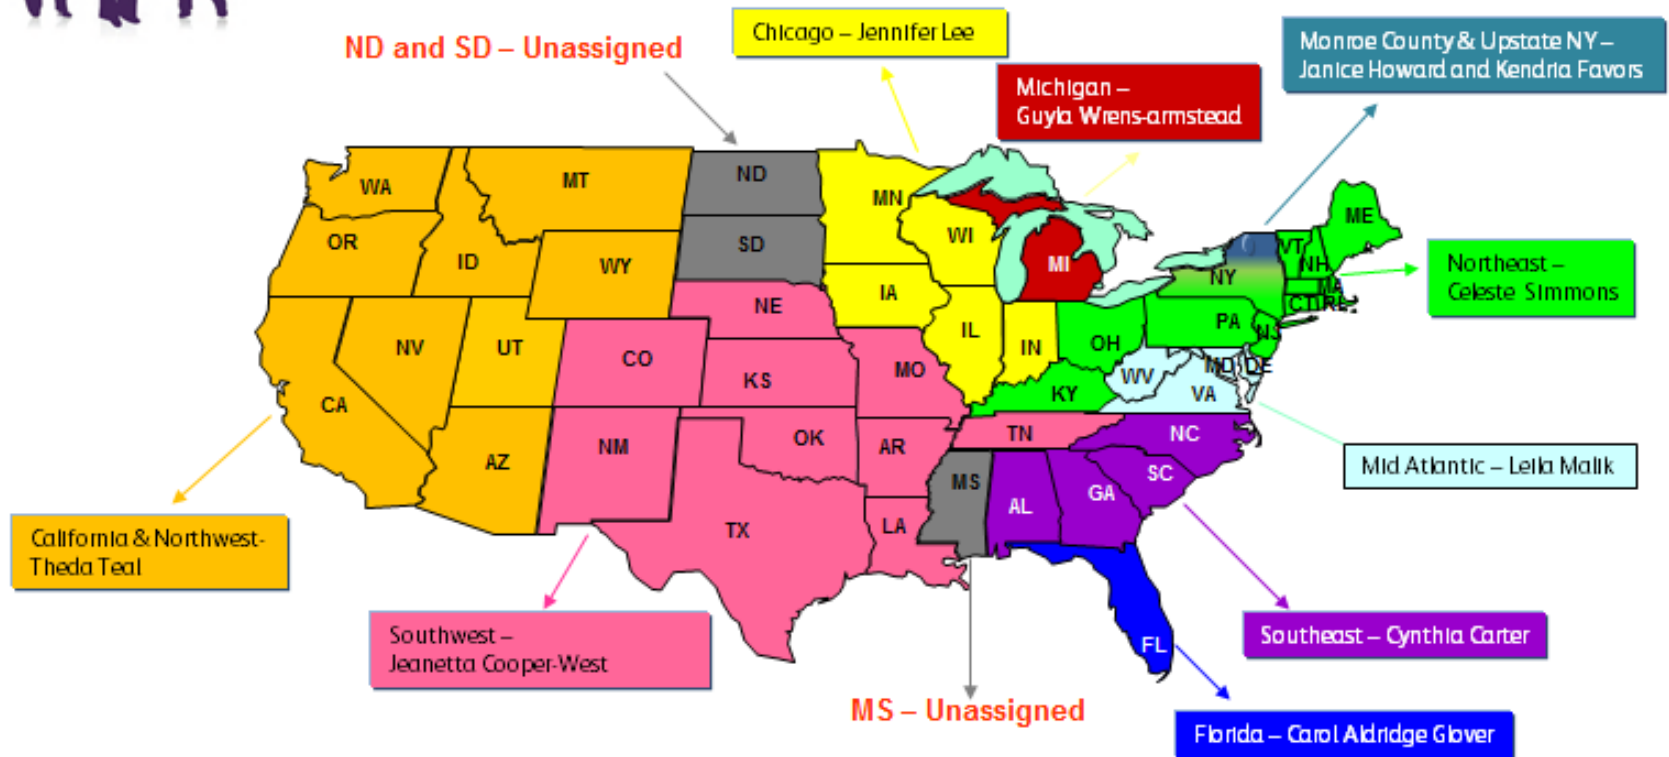 Chicago – Jennifer Lee
Monroe County & Upstate NY –
Janice Howard and Kendria Favors
ND and SD – Unassigned
Michigan –
Guyla Wrens-armstead
WA
MT
ND
MN
ME
OR
ID
WY
SD
WI
MI
NY
VT
NH
MA
CT
RI
Northeast –
Celeste Simmons
NE
IA
NV
UT
CO
KS
MO
IL
IN
OH
PA
NJ
MD
DE
WV
VA
KY
CA
AZ
NM
OK
AR
TN
NC
SC
Mid Atlantic – Leila Malik
TX
LA
MS
AL
GA
California & Northwest-
Theda Teal
Southwest –
Jeanetta Cooper-West
Southeast – Cynthia Carter
FL
MS – Unassigned
Florida – Carol Aldridge Glover